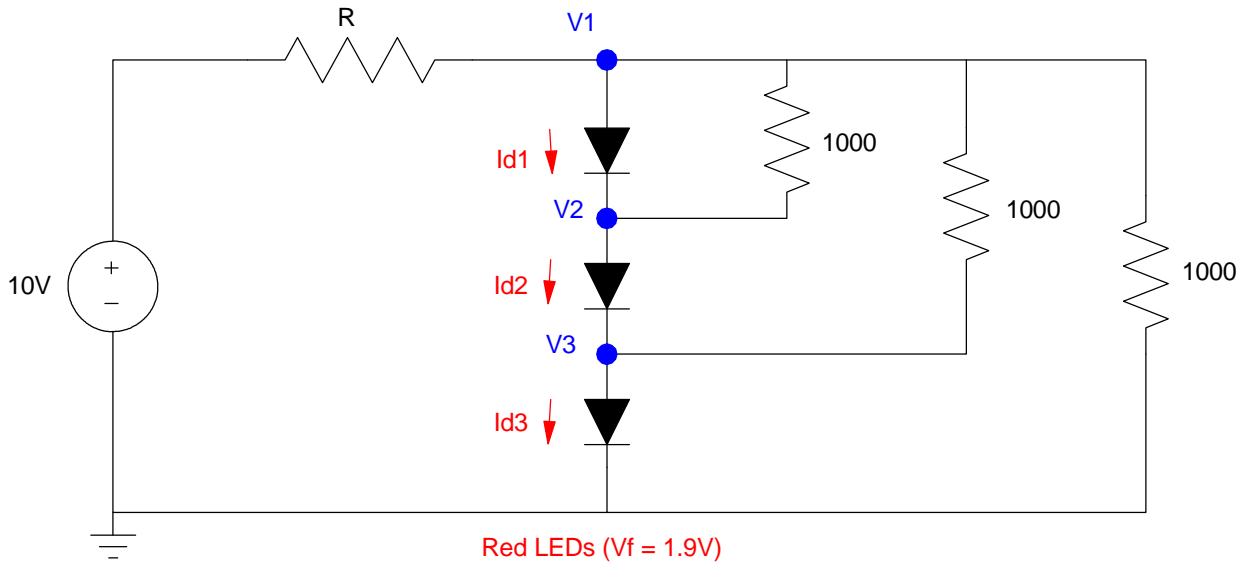 R
V1
Id1
1000
V2
1000
10V
+
−
Id2
1000
V3
Id3
Red LEDs (Vf = 1.9V)